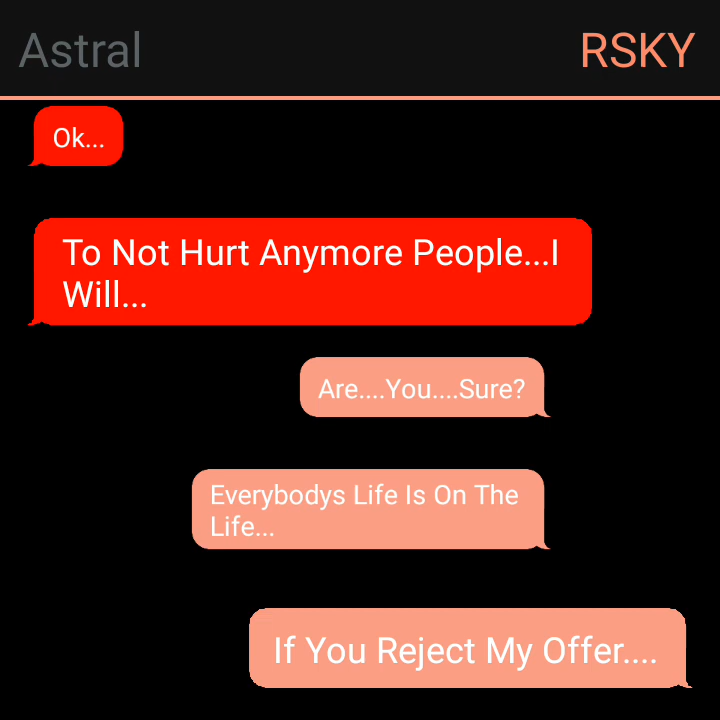 Astral
RSKY
Ok...
To Not Hurt Anymore People...I
Will...
Are....You....Sure?
Everybodys Life Is On The
Life...
If You Reject My Offer....